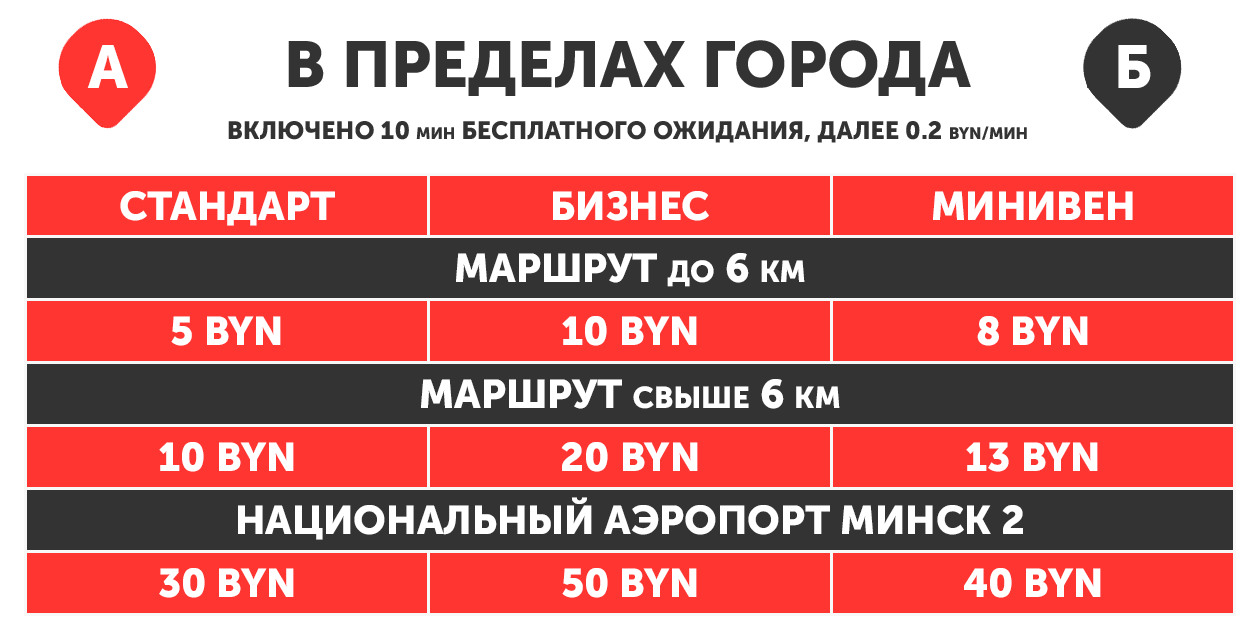 А
В ПРЕДЕЛАХ ГОРОДА
Б
ВКЛЮЧЕНО 10 МИН БЕСПЛАТНОГО ОЖИДАНИЯ, ДАЛЕЕ 0.2 BYN/МИН
СТАНДАРТ БИЗНЕС МИНИВЕН
МАРШРУТ ДО 6 КМ
5 BYN 10 BYN 8 BYN
МАРШРУТ СВЫШЕ 6 КМ
10 BYN 20 BYN 13 BYN
НАЦИОНАЛЬНЫЙ АЭРОПОРТ МИНСК 2
30 BYN 50 BYN 40 BYN